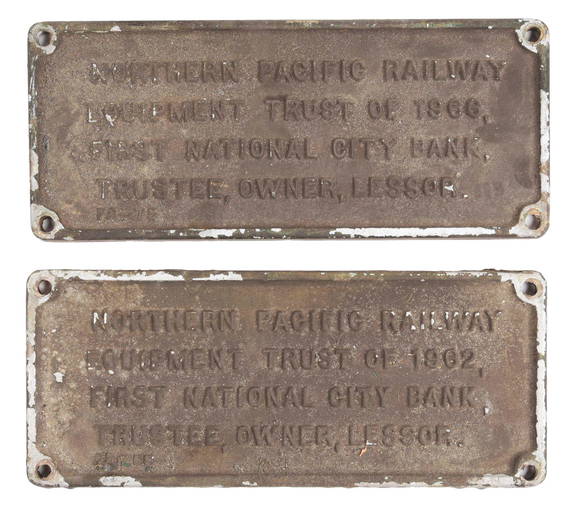 NORTHERN PACIFIC RAILWAY
EQUIPMENT TRUST OF 1966,
FIRST NATIONAL CITY BANK,
TRUSTEE, OWNER, LESSOR.
NORTHERN PACIFIC RAILWAY
EQUIPMENT TRUST OF 1962,
FIRST NATIONAL CITY BANK,
TRUSTEE, OWNER, LESSOR.